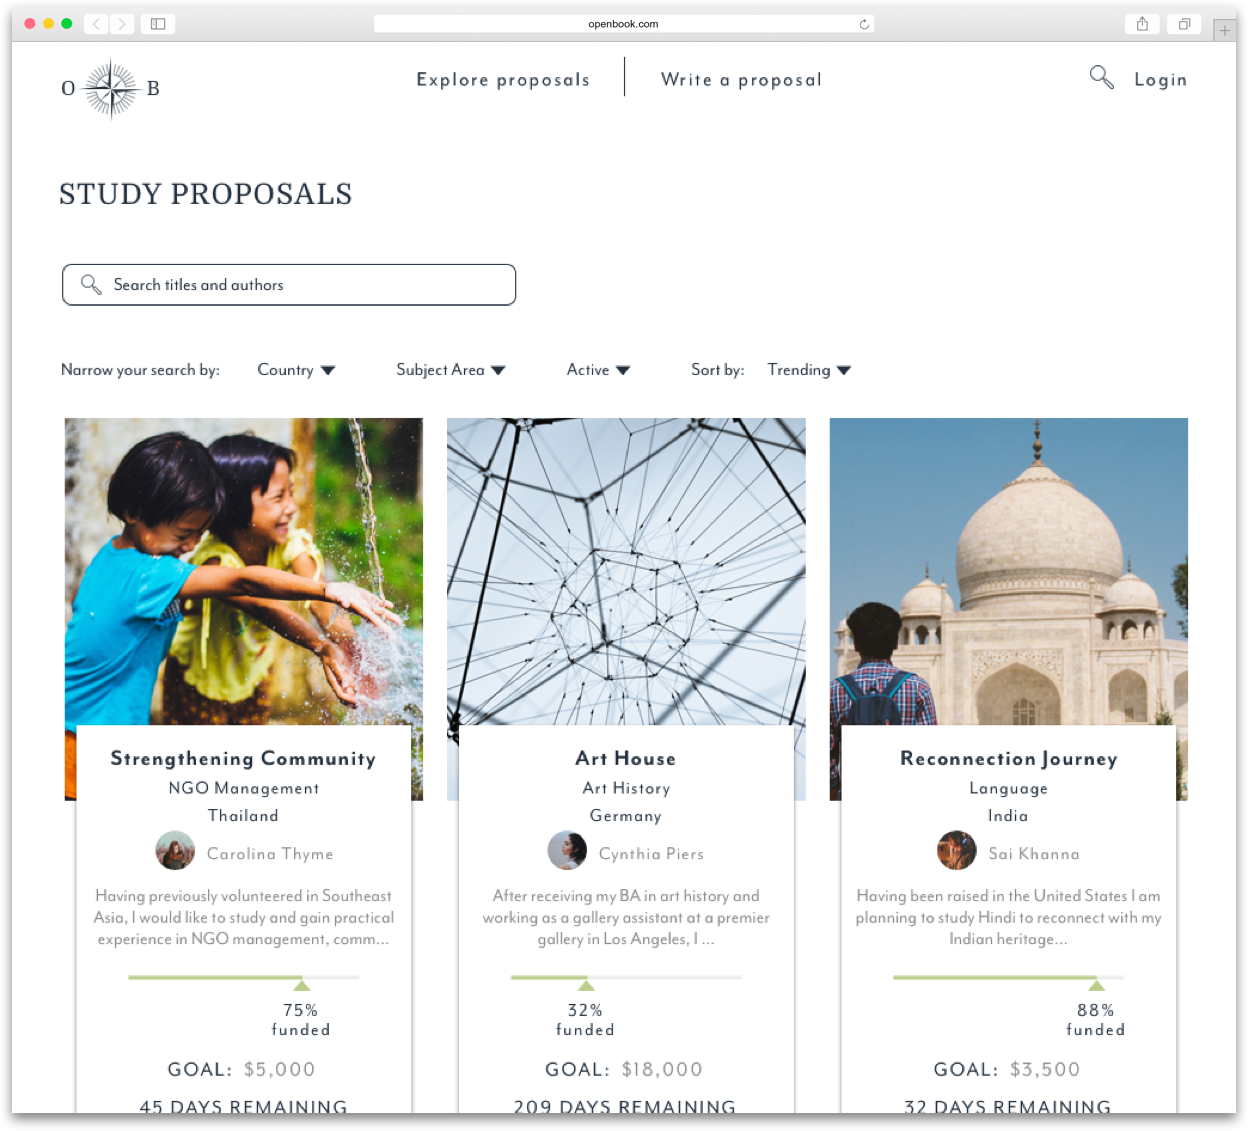 openbook.com
O B
Explore proposals
Write a proposal
Login
STUDY PROPOSALS
Search titles and authors
Narrow your search by: Country Subject Area Active Sort by: Trending
Strengthening Community
NGO Management
Thailand
Carolina Thyme
Having previously volunteered in Southeast
Asia, I would like to study and gain practical
experience in NGO management, comm...
75%
funded
GOAL: $5,000
45 DAYS REMAINING
Art House
Art History
Germany
Cynthia Piers
After receiving my BA in art history and
working as a gallery assistant at a premier
gallery in Los Angeles, I ...
32%
funded
GOAL: $18,000
209 DAYS REMAINING
Reconnection Journey
Language
India
Sai Khanna
Having been raised in the United States I am
planning to study Hindi to reconnect with my
Indian heritage...
88%
funded
GOAL: $3,500
32 DAYS REMAINING